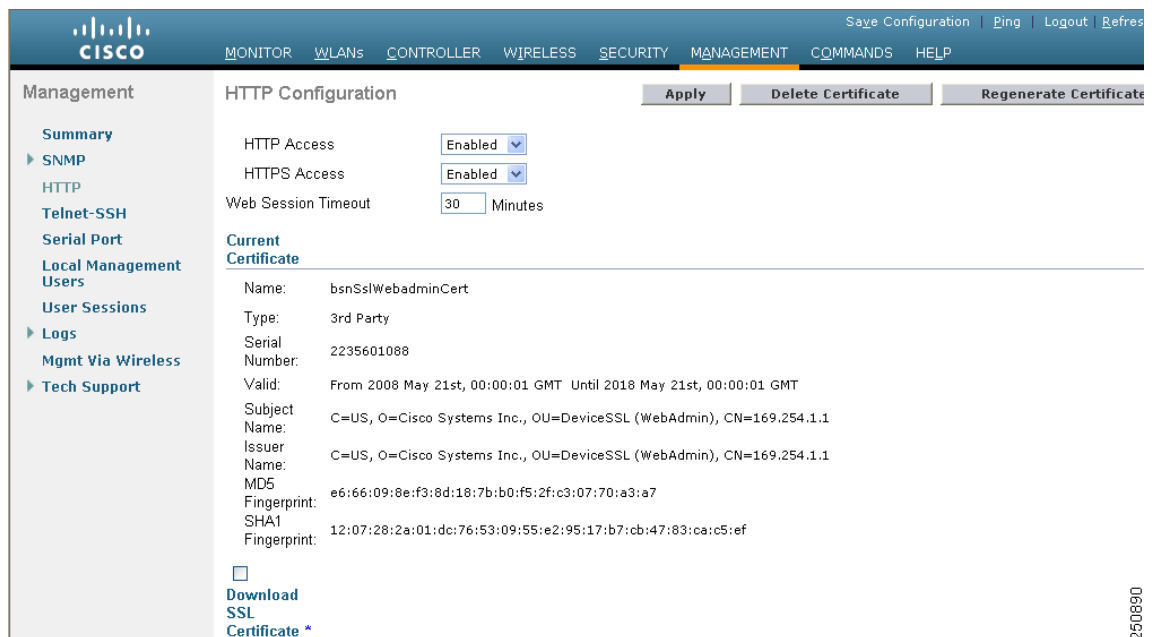 Save Configuration | Ping | Logout | Refres
CISCO
MONITOR WLANs CONTROLLER WIRELESS SECURITY MANAGEMENT COMMANDS HELP
Management
HTTP Configuration
Apply
Delete Certificate
Regenerate Certificate
Summary
SNMP
HTTP
Telnet-SSH
Serial Port
Local Management
Users
User Sessions
Logs
Mgmt Via Wireless
Tech Support
HTTP Access Enabled
HTTPS Access Enabled
Web Session Timeout 30 Minutes
Current
Certificate
Name: bsnSslWebadminCert
Type: 3rd Party
Serial
Number: 2235601088
Valid: From 2008 May 21st, 00:00:01 GMT Until 2018 May 21st, 00:00:01 GMT
Subject
Name: C=US, O=Cisco Systems Inc., OU=DeviceSSL (WebAdmin), CN=169.254.1.1
Issuer
Name: C=US, O=Cisco Systems Inc., OU=DeviceSSL (WebAdmin), CN=169.254.1.1
MD5
Fingerprint: e6:66:09:8e:f3:8d:18:7b:b0:f5:2f:c3:07:70:a3:a7
SHA1
Fingerprint: 12:07:28:2a:01:dc:76:53:09:55:e2:95:17:b7:cb:47:83:ca:c5:ef
Download
SSL
Certificate *
250890